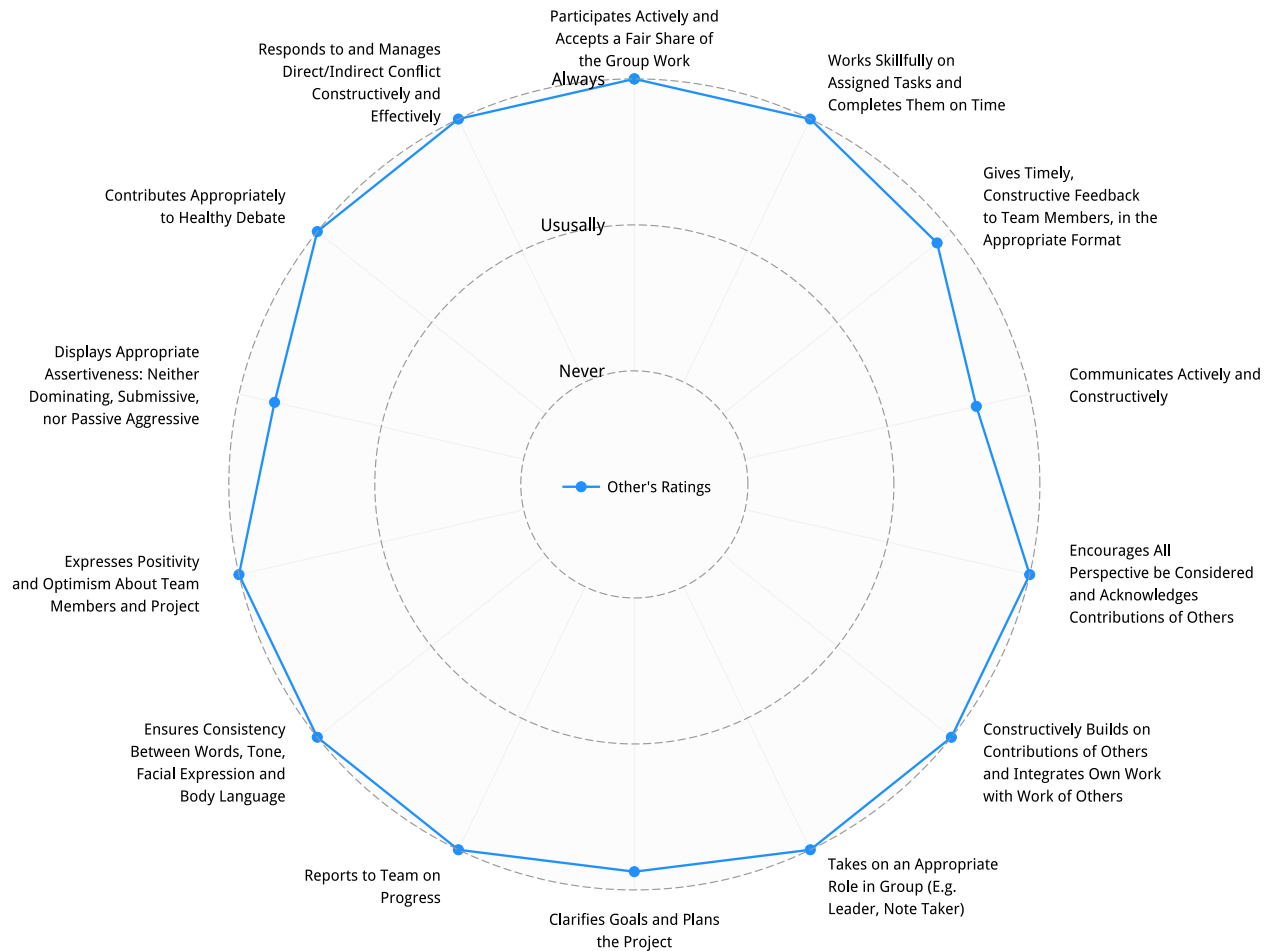 Participates Actively and
Accepts a Fair Share of
the Group Work
Works Skillfully on
Assigned Tasks and
Completes Them on Time
Gives Timely,
Constructive Feedback
to Team Members, in the
Appropriate Format
Communicates Actively and
Constructively
Encourages All
Perspective be Considered
and Acknowledges
Contributions of Others
Constructively Builds on
Contributions of Others
and Integrates Own Work
with Work of Others
Takes on an Appropriate
Role in Group (E.g.
Leader, Note Taker)
Clarifies Goals and Plans
the Project
Reports to Team on
Progress
Ensures Consistency
Between Words, Tone,
Facial Expression and
Body Language
Expresses Positivity
and Optimism About Team
Members and Project
Displays Appropriate
Assertiveness: Neither
Dominating, Submissive,
nor Passive Aggressive
Contributes Appropriately
to Healthy Debate
Responds to and Manages
Direct/Indirect Conflict
Constructively and
Effectively
Always
Ususally
Never
Other's Ratings